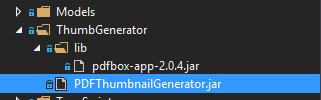 Models
ThumbGenerator
lib
pdfbox-app-2.0.4.jar
PDFThumbnailGenerator.jar